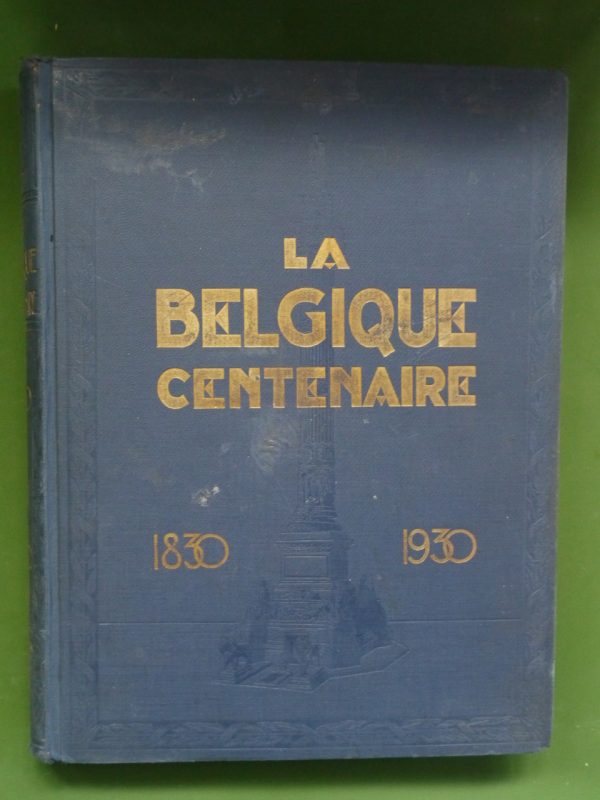 LA
BELGIQUE
CENTENAIRE
1830 1930